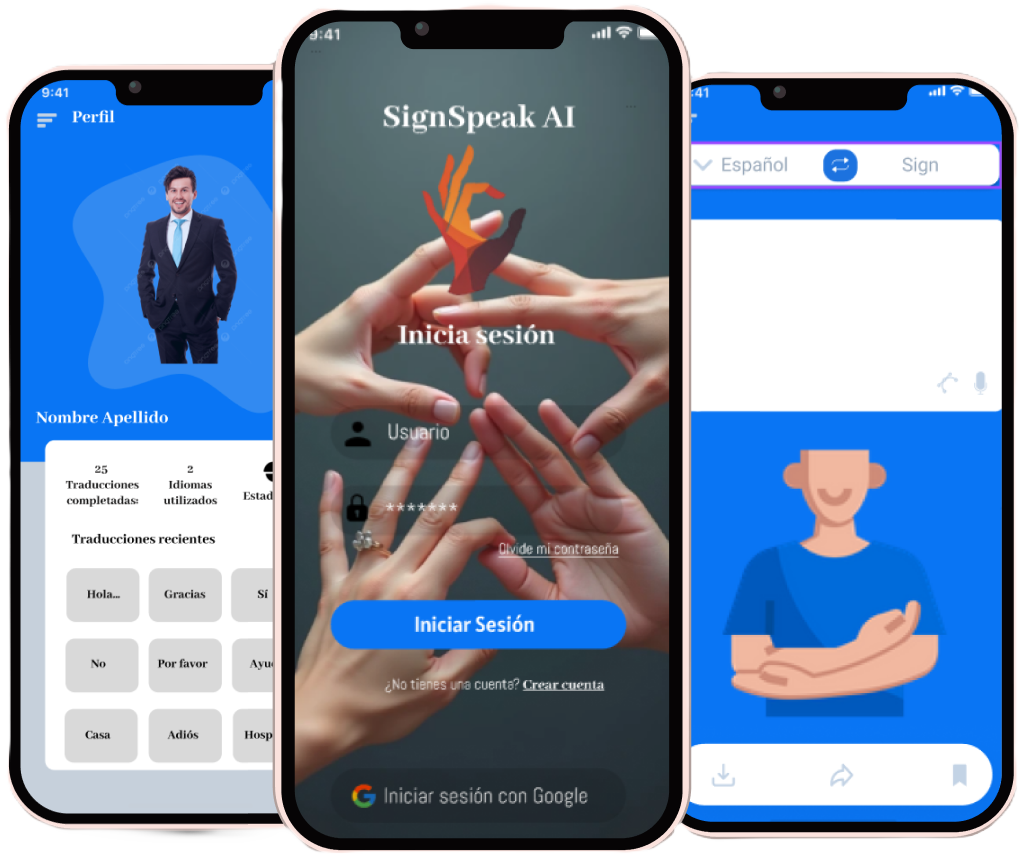 9:41
Perfil
Nombre Apellido
25
Traducciones
completadas:
2
Idiomas
utilizados
Estad
Traducciones recientes
Hola...
Gracias
Sí
No
Por favor
Ayu
Casa
Adiós
Hosp
9:41
SignSpeak AI
Inicia sesión
Usuario
*******
Olvide mi contraseña
Iniciar Sesión
¿No tienes una cuenta? Crear cuenta
Iniciar sesión con Google
:41
Español
Sign